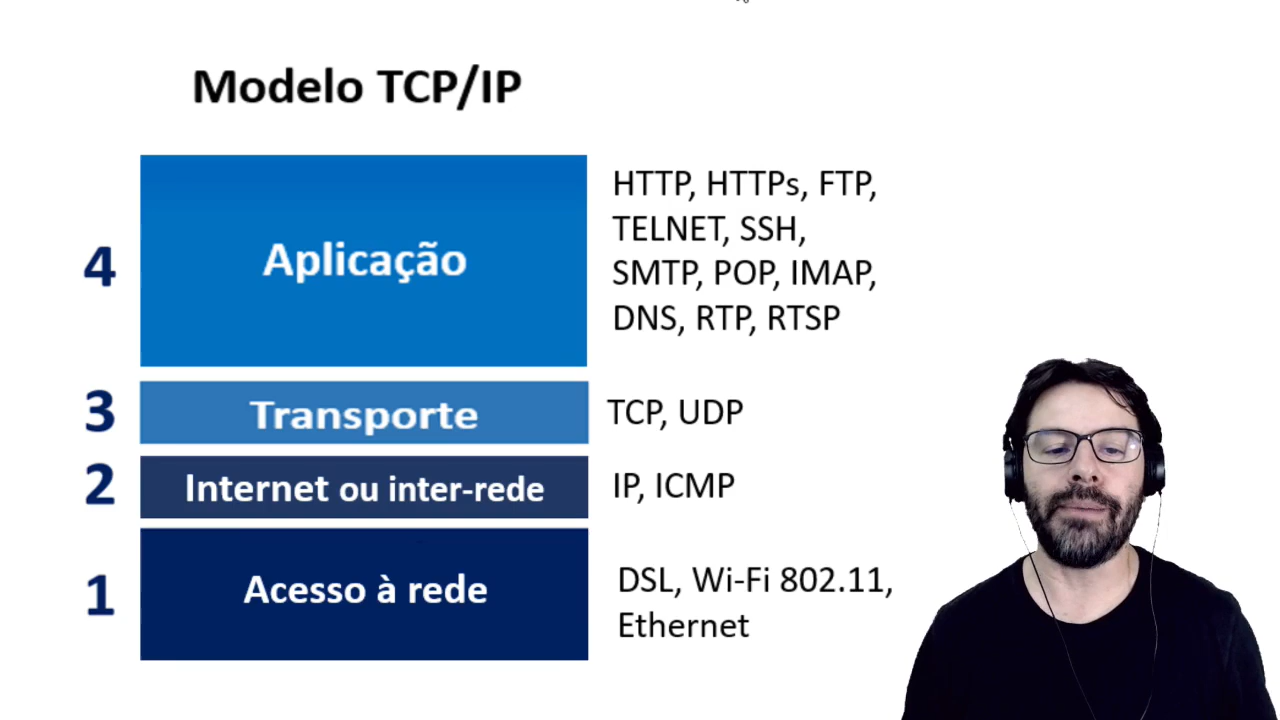 Modelo TCP/IP
4
Aplicação
HTTP, HTTPs, FTP,
TELNET, SSH,
SMTP, POP, IMAP,
DNS, RTP, RTSP
3
Transporte
TCP, UDP
2
Internet ou inter-rede
IP, ICMP
1
Acesso à rede
DSL, Wi-Fi 802.11,
Ethernet